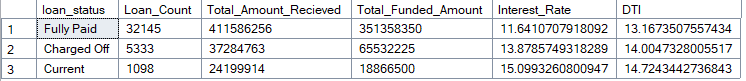 loan_status Loan_Count Total_Amount_Recieved Total_Funded_Amount Interest_Rate DTI
1 Fully Paid 32145 411586256 351358350 11.6410707918092 13.1673507557434
2 Charged Off 5333 37284763 65532225 13.8785749318289 14.0047328005517
3 Current 1098 24199914 18866500 15.0993260800947 14.7243442736843